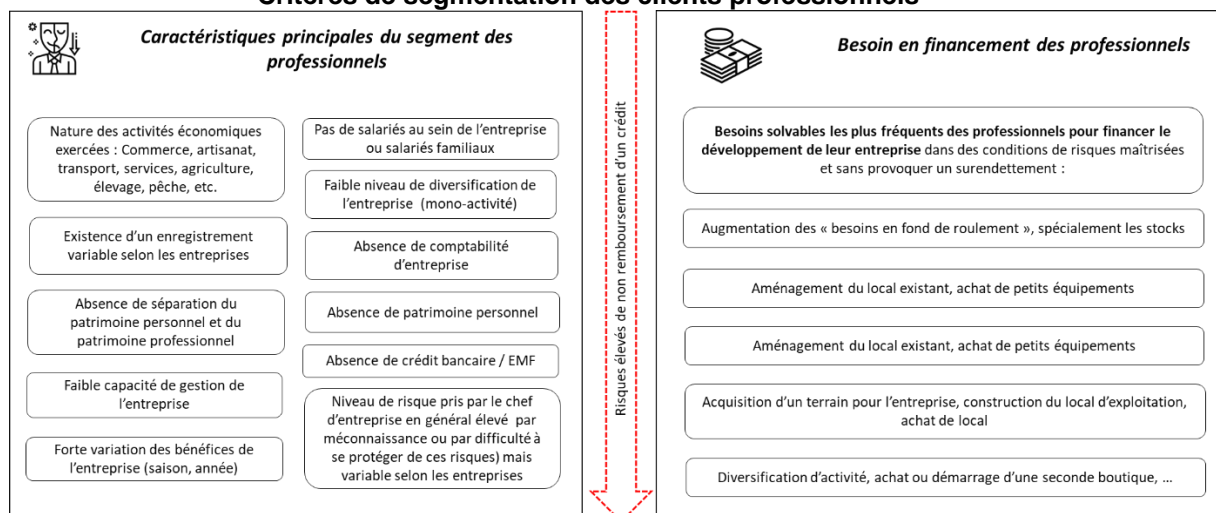 Critères de segmentation des clients professionnels
Caractéristiques principales du segment des
professionnels
Nature des activités économiques
exercées : Commerce, artisanat,
transport, services, agriculture,
élevage, pêche, etc.
Existence d'un enregistrement
variable selon les entreprises
Absence de séparation du
patrimoine personnel et du
patrimoine professionnel
Faible capacité de gestion de
l'entreprise
Forte variation des bénéfices de
l'entreprise (saison, année)
Pas de salariés au sein de l'entreprise
ou salariés familiaux
Faible niveau de diversification de
l'entreprise (mono-activité)
Absence de comptabilité
d'entreprise
Absence de patrimoine personnel
Absence de crédit bancaire / EMF
Niveau de risque pris par le chef
d'entreprise en général élevé par
méconnaissance ou par difficulté à
se protéger de ces risques) mais
variable selon les entreprises
Risques élevés de non remboursement d'un crédit
Besoin en financement des professionnels
Besoins solvables les plus fréquents des professionnels pour financer le
développement de leur entreprise dans des conditions de risques maîtrisées
et sans provoquer un surendettement :
Augmentation des « besoins en fond de roulement », spécialement les stocks
Aménagement du local existant, achat de petits équipements
Aménagement du local existant, achat de petits équipements
Acquisition d'un terrain pour l'entreprise, construction du local d'exploitation,
achat de local
Diversification d'activité, achat ou démarrage d'une seconde boutique, ...